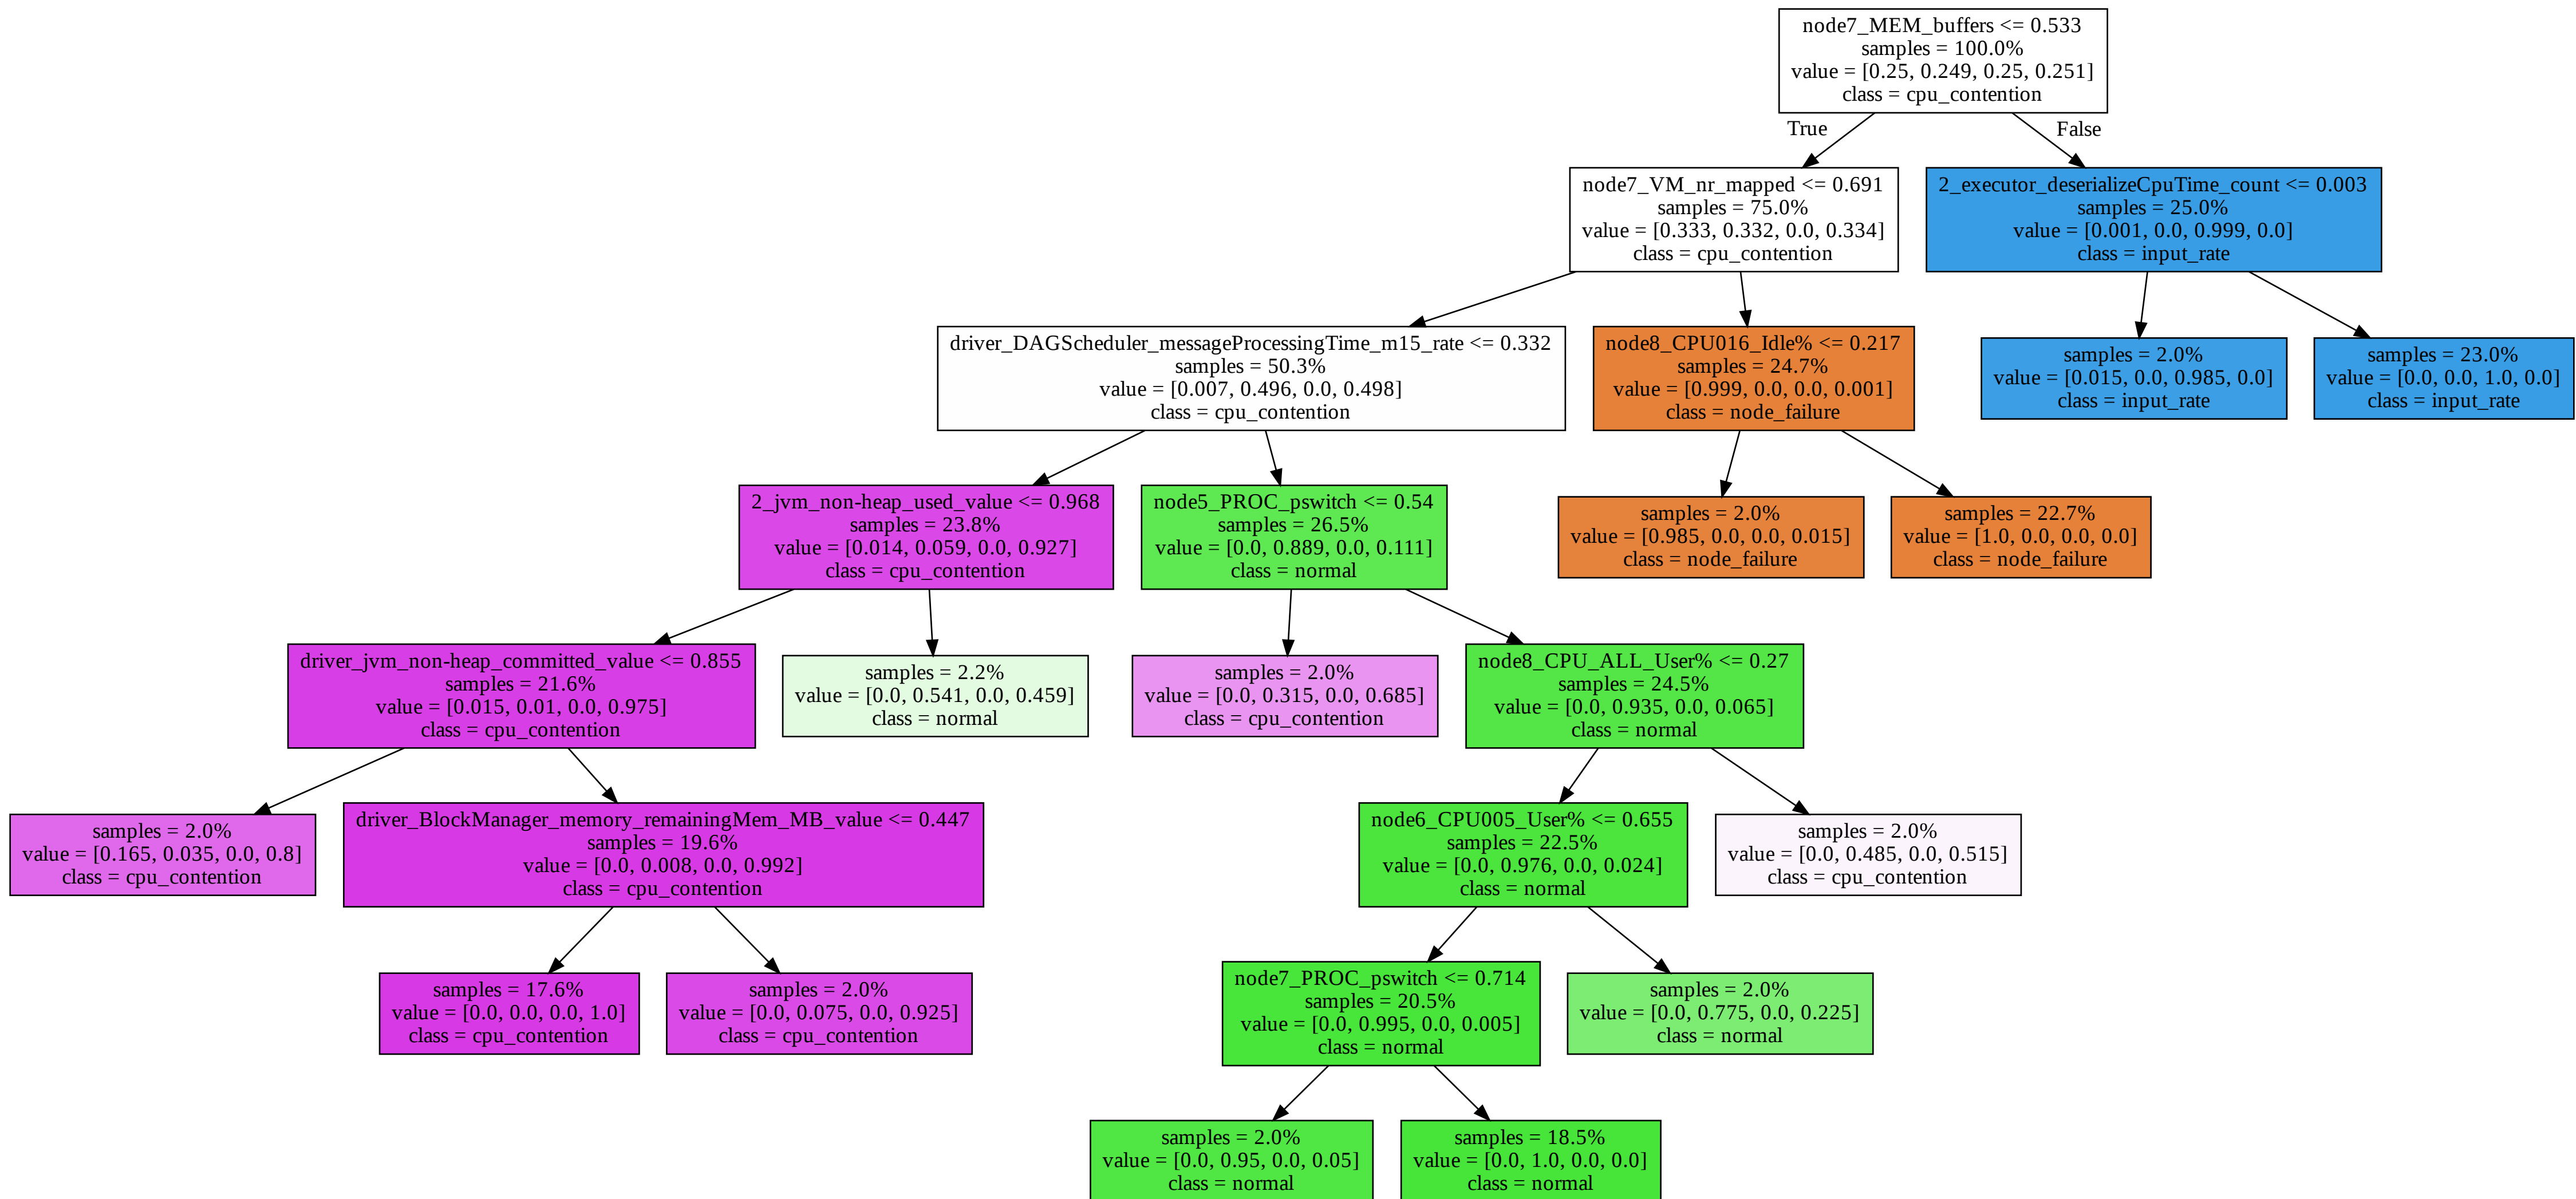 node7_MEM_buffers <= 0.533
samples = 100.0%
value = [0.25, 0.249, 0.25, 0.251]
class = cpu_contention
True
False
node7_VM_nr_mapped <= 0.691
samples = 75.0%
value = [0.333, 0.332, 0.0, 0.334]
class = cpu_contention
2_executor_deserializeCpuTime_count <= 0.003
samples = 25.0%
value = [0.001, 0.0, 0.999, 0.0]
class = input_rate
driver_DAGScheduler_messageProcessingTime_m15_rate <= 0.332
samples = 50.3%
value = [0.007, 0.496, 0.0, 0.498]
class = cpu_contention
node8_CPU016_Idle% <= 0.217
samples = 24.7%
value = [0.999, 0.0, 0.0, 0.001]
class = node_failure
samples = 2.0%
value = [0.015, 0.0, 0.985, 0.0]
class = input_rate
samples = 23.0%
value = [0.0, 0.0, 1.0, 0.0]
class = input_rate
2_jvm_non-heap_used_value <= 0.968
samples = 23.8%
value = [0.014, 0.059, 0.0, 0.927]
class = cpu_contention
node5_PROC_pswitch <= 0.54
samples = 26.5%
value = [0.0, 0.889, 0.0, 0.111]
class = normal
samples = 2.0%
value = [0.985, 0.0, 0.0, 0.015]
class = node_failure
samples = 22.7%
value = [1.0, 0.0, 0.0, 0.0]
class = node_failure
driver_jvm_non-heap_committed_value <= 0.855
samples = 21.6%
value = [0.015, 0.01, 0.0, 0.975]
class = cpu_contention
samples = 2.2%
value = [0.0, 0.541, 0.0, 0.459]
class = normal
samples = 2.0%
value = [0.0, 0.315, 0.0, 0.685]
class = cpu_contention
node8_CPU_ALL_User% <= 0.27
samples = 24.5%
value = [0.0, 0.935, 0.0, 0.065]
class = normal
samples = 2.0%
value = [0.165, 0.035, 0.0, 0.8]
class = cpu_contention
driver_BlockManager_memory_remainingMem_MB_value <= 0.447
samples = 19.6%
value = [0.0, 0.008, 0.0, 0.992]
class = cpu_contention
node6_CPU005_User% <= 0.655
samples = 22.5%
value = [0.0, 0.976, 0.0, 0.024]
class = normal
samples = 2.0%
value = [0.0, 0.485, 0.0, 0.515]
class = cpu_contention
samples = 17.6%
value = [0.0, 0.0, 0.0, 1.0]
class = cpu_contention
samples = 2.0%
value = [0.0, 0.075, 0.0, 0.925]
class = cpu_contention
node7_PROC_pswitch <= 0.714
samples = 20.5%
value = [0.0, 0.995, 0.0, 0.005]
class = normal
samples = 2.0%
value = [0.0, 0.775, 0.0, 0.225]
class = normal
samples = 2.0%
value = [0.0, 0.95, 0.0, 0.05]
class = normal
samples = 18.5%
value = [0.0, 1.0, 0.0, 0.0]
class = normal